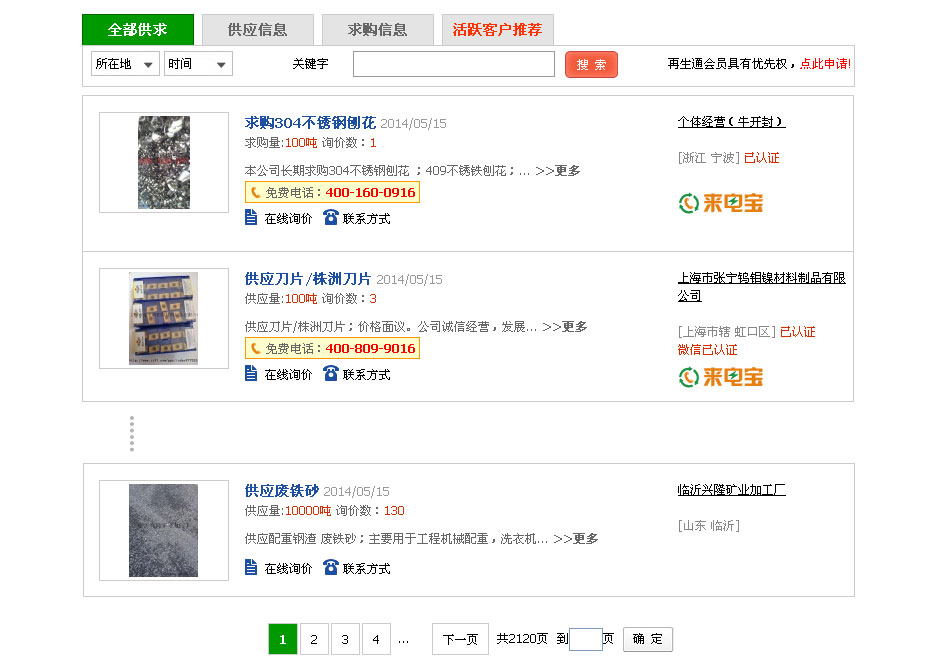 全部供求 供应信息 求购信息 活跃客户推荐
所在地 时间 关键字 搜 索 再生通会员具有优先权，点此申请!
求购304不锈钢刨花 2014/05/15
求购量:100吨 询价数：1
本公司长期求购304不锈钢刨花 ；409不锈铁刨花；... >>更多
免费电话：400-160-0916
在线询价 联系方式
个体经营（牛开封）
[浙江 宁波] 已认证
来电宝
供应刀片/株洲刀片 2014/05/15
供应量:100吨 询价数：3
供应刀片/株洲刀片；价格面议。公司诚信经营，发展... >>更多
免费电话：400-809-9016
在线询价 联系方式
上海市张宁钨钼镍材料制品有限
公司
[上海市辖 虹口区] 已认证
微信已认证
来电宝
供应废铁砂 2014/05/15
供应量:10000吨 询价数：130
供应配重钢渣 废铁砂；主要用于工程机械配重，洗衣机... >>更多
在线询价 联系方式
临沂兴隆矿业加工厂
[山东 临沂]
1 2 3 4 ... 下一页 共2120页 到 页 确 定